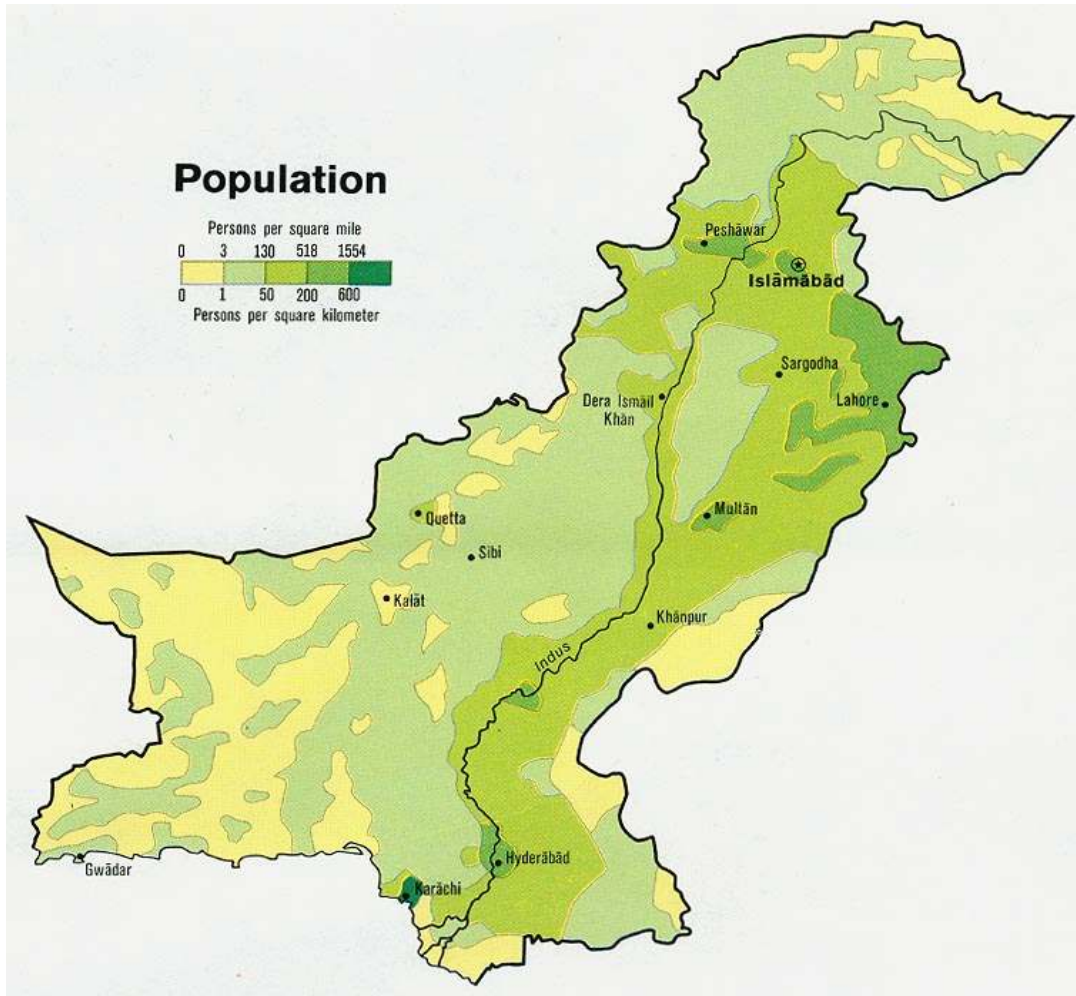 Population
Persons per square mile
0 3 130 518 1554
0 1 50 200 600
Persons per square kilometer
Peshāwar
Islāmābād
Sargodha
Dera Ismāīl
Khān
Lahore
Multān
Quetta
Sibi
Kalāt
Khānpur
Indus
Gwādar
Hyderābād
Karāchi